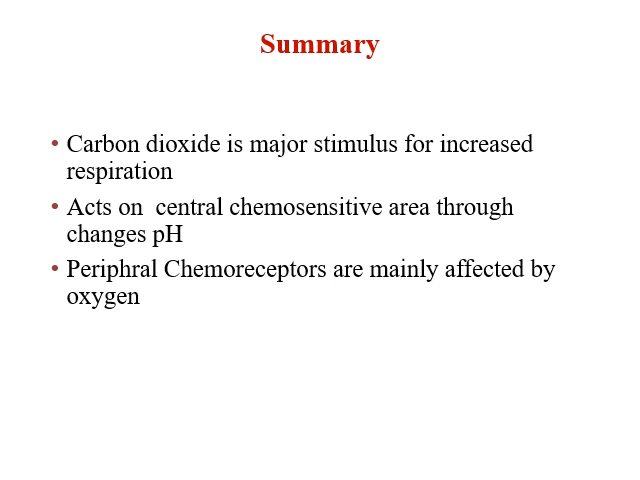 Summary
• Carbon dioxide is major stimulus for increased
respiration
• Acts on  central chemosensitive area through
changes pH
• Periphral Chemoreceptors are mainly affected by
oxygen